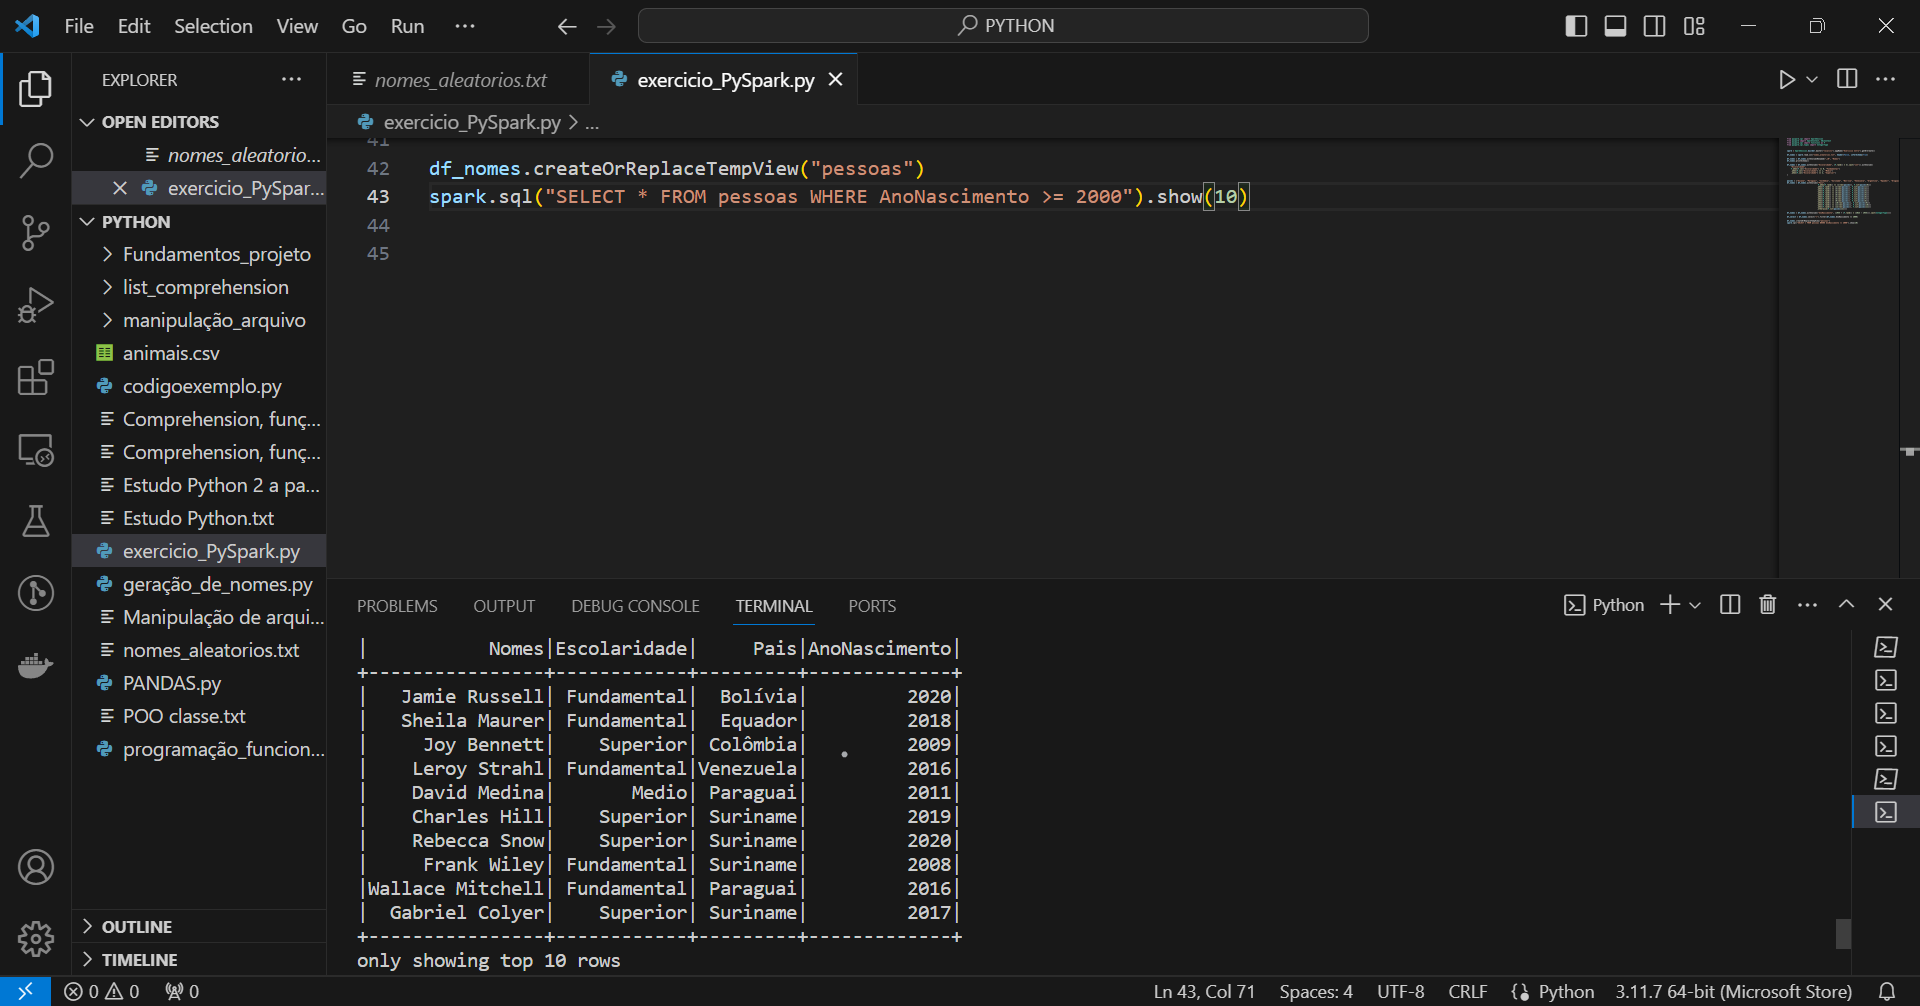 File Edit Selection View Go Run ··· PYTHON
EXPLORER ···
nomes_aleatorios.txt exercicio_PySpark.py
exercicio_PySpark.py > ...
OPEN EDITORS
nomes_aleatorio...
exercicio_PySpar...
PYTHON
Fundamentos_projeto
list_comprehension
manipulação_arquivo
animais.csv
codigoexemplo.py
Comprehension, funç...
Comprehension, funç...
Estudo Python 2 a pa...
Estudo Python.txt
exercicio_PySpark.py
geração_de_nomes.py
Manipulação de arqui...
nomes_aleatorios.txt
PANDAS.py
POO classe.txt
programação_funcion...
OUTLINE
TIMELINE
41
42 df_nomes.createOrReplaceTempView("pessoas")
43 spark.sql("SELECT * FROM pessoas WHERE AnoNascimento >= 2000").show(10)
44
45
PROBLEMS OUTPUT DEBUG CONSOLE TERMINAL PORTS Python
| Nomes|Escolaridade| Pais|AnoNascimento|
+----------------+------------+---------+-------------+
| Jamie Russell| Fundamental| Bolívia| 2020|
| Sheila Maurer| Fundamental| Equador| 2018|
| Joy Bennett| Superior| Colômbia| 2009|
| Leroy Strahl| Fundamental|Venezuela| 2016|
| David Medina| Medio| Paraguai| 2011|
| Charles Hill| Superior| Suriname| 2019|
| Rebecca Snow| Superior| Suriname| 2020|
| Frank Wiley| Fundamental| Suriname| 2008|
|Wallace Mitchell| Fundamental| Paraguai| 2016|
| Gabriel Colyer| Superior| Suriname| 2017|
+----------------+------------+---------+-------------+
only showing top 10 rows
0 0 0 Ln 43, Col 71 Spaces: 4 UTF-8 CRLF Python 3.11.7 64-bit (Microsoft Store)